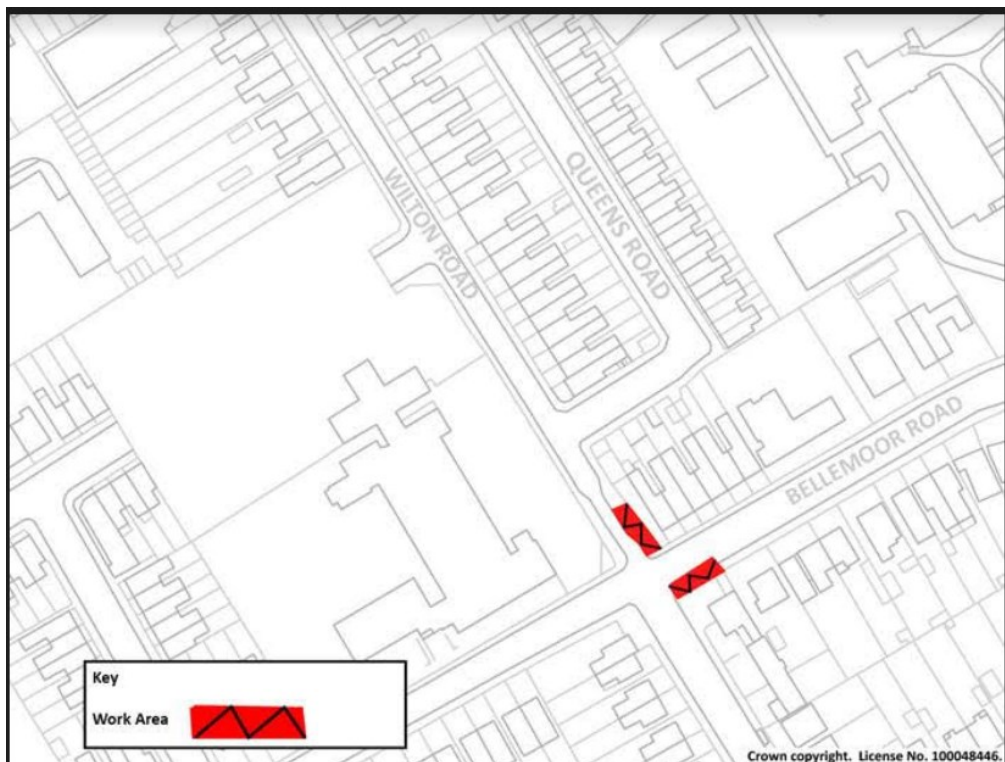 WILTON ROAD
QUEENS ROAD
BELLEMOOR ROAD
Key
Work Area
Crown copyright. License No. 100048446.